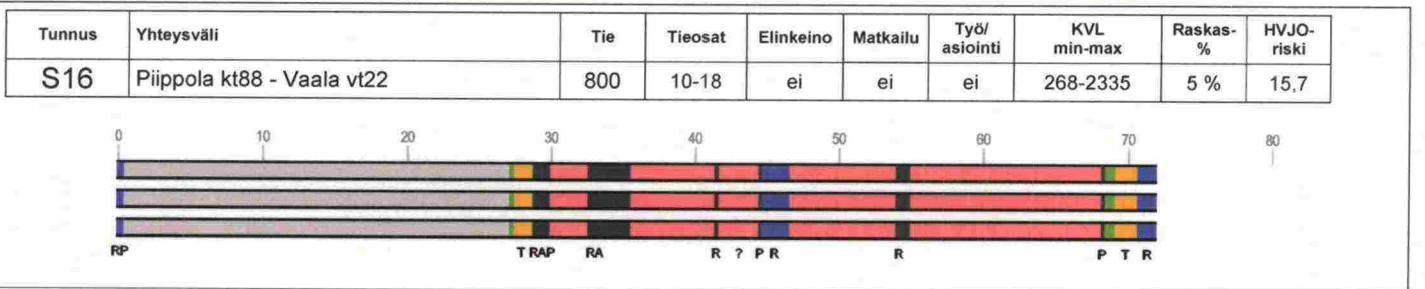 Tunnus Yhteysväli Tie Tieosat Elinkeino Matkailu Työ/ asiointi KVL min-max Raskas- % HVJO- riski
S16 Piippola kt88 - Vaala vt22 800 10-18 ei ei ei 268-2335 5 % 15,7
0 10 20 30 40 50 60 70 80
RP T RAP RA R ? P R R P T R